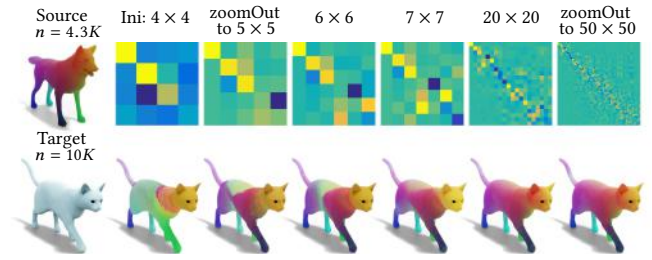 Source
n = 4.3K
Ini: 4 × 4
zoomOut
to 5 × 5
6 × 6
7 × 7
20 × 20
zoomOut
to 50 × 50
Target
n = 10K